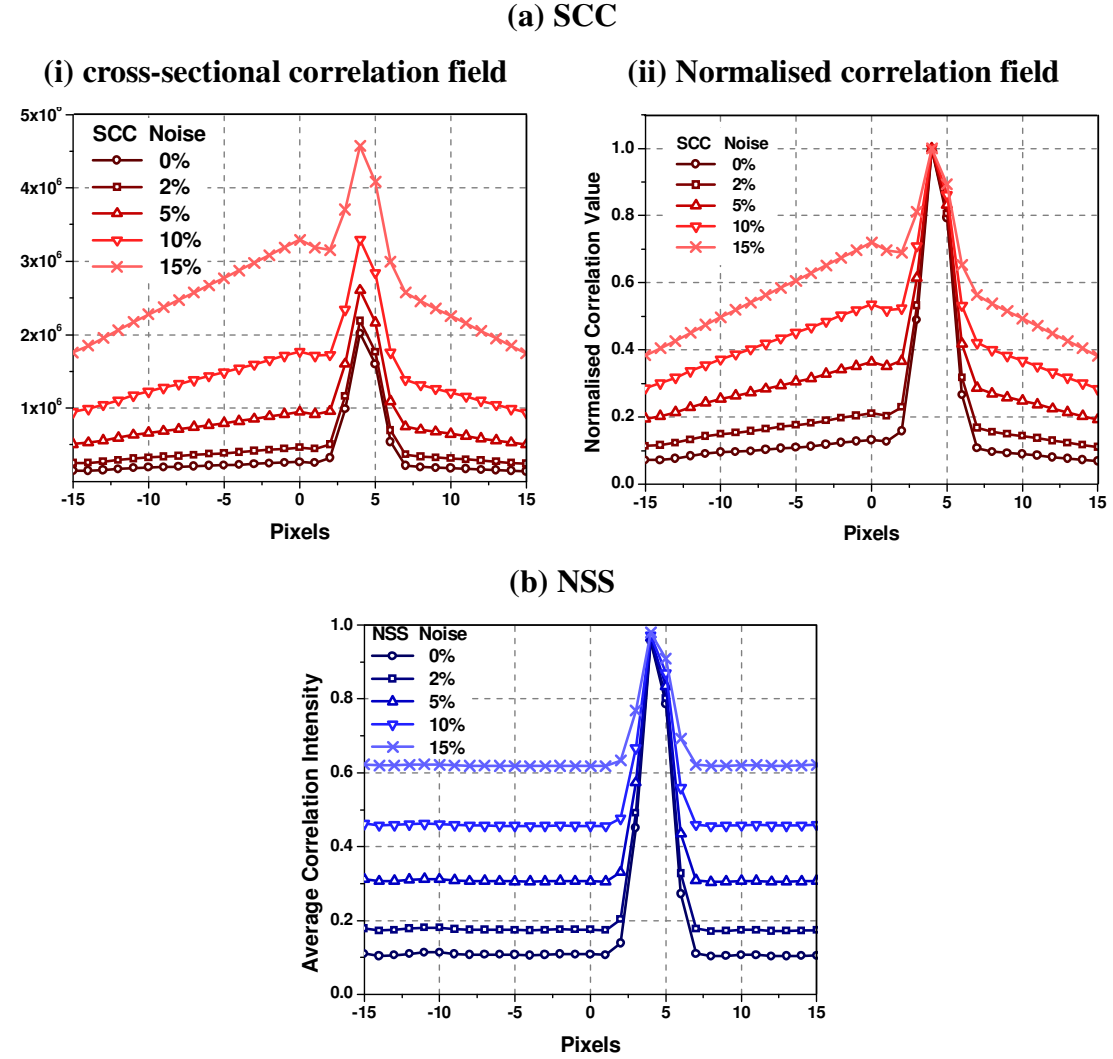 (a) SCC
(i) cross-sectional correlation field
(ii) Normalised correlation field
SCC Noise
0%
2%
5%
10%
15%
4x10⁶
3x10⁶
2x10⁶
1x10⁶
-15 -10 -5 0 5 10 15
Pixels
Normalised Correlation Value
SCC Noise
0%
2%
5%
10%
15%
1.0
0.8
0.6
0.4
0.2
0.0
-15 -10 -5 0 5 10 15
Pixels
(b) NSS
Average Correlation Intensity
NSS Noise
0%
2%
5%
10%
15%
1.0
0.8
0.6
0.4
0.2
0.0
-15 -10 -5 0 5 10 15
Pixels